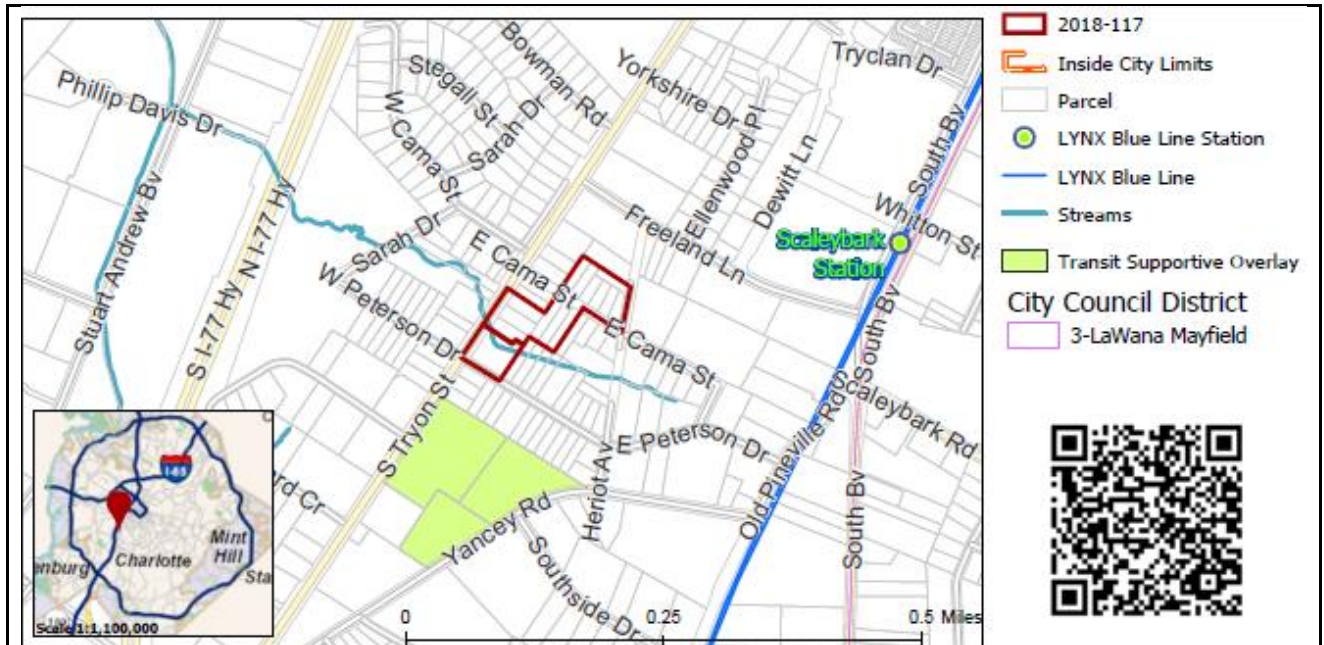 Phillip Davis Dr
Stuart Andrew Bv
S I-77 Hy
N I-77 Hy
Stegall St
Bowman Rd
Sarah Dr
W Cama St
Sarah Dr
W Peterson Dr
E Cama St
Yorkshire Dr
Ellenwood Pl
Dewitt Ln
Freeland Ln
Tryclan Dr
South Bv
Whitton St
Scaleybark
Station
South Bv
E Cama St
Scaleybark Rd
S Tryon St
E Peterson Dr
Heriot Av
Old Pineville Rd
South Bv
Yancey Rd
Southside Dr
I-85
Charlotte
Mint
Hill
Scale 1:1,100,000
0 0.25 0.5 Miles
2018-117
Inside City Limits
Parcel
LYNX Blue Line Station
LYNX Blue Line
Streams
Transit Supportive Overlay
City Council District
3-LaWana Mayfield